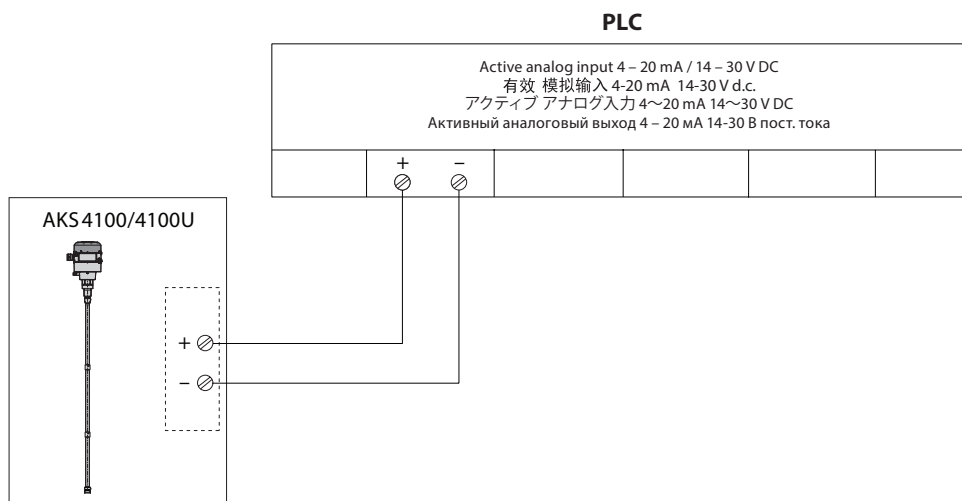 PLC
Active analog input 4 – 20 mA / 14 – 30 V DC
有效 模拟输入 4-20 mA 14-30 V d.c.
アクティブ アナログ入力 4～20 mA 14～30 V DC
Активный аналоговый выход 4 – 20 мА 14-30 В пост. тока
+ –
AKS 4100/4100U
+
–